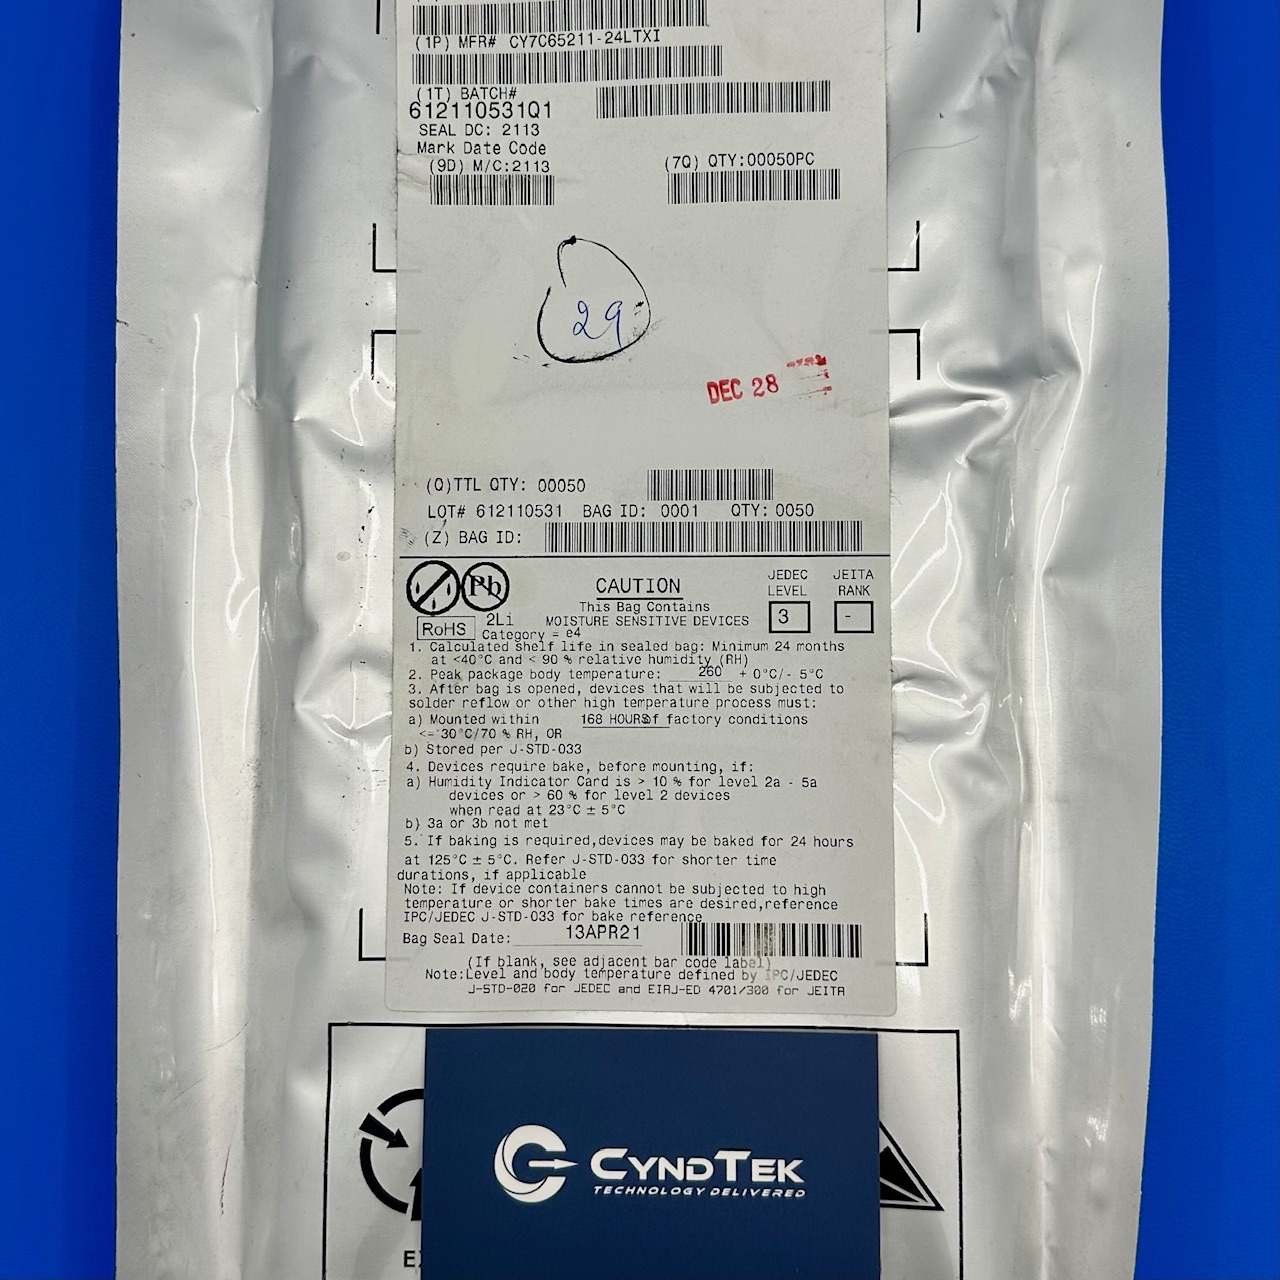 (1P) MFR# CY7C65211-24LTXI
(1T) BATCH#
612110531Q1
SEAL DC: 2113
Mark Date Code
(9D) M/C:2113
(7Q) QTY:00050PC
29
DEC 28
(Q)TTL QTY: 00050
LOT# 612110531 BAG ID: 0001 QTY: 0050
(Z) BAG ID:
Pb
RoHS
2Li
Category = e4
CAUTION
This Bag Contains
MOISTURE SENSITIVE DEVICES
JEDEC
LEVEL
3
JEITA
RANK
-
1. Calculated shelf life in sealed bag: Minimum 24 months
at <40°C and < 90 % relative humidity (RH)
2. Peak package body temperature: 260 + 0°C/- 5°C
3. After bag is opened, devices that will be subjected to
solder reflow or other high temperature process must:
a) Mounted within 168 HOURS of factory conditions
<= 30°C/70 % RH, OR
b) Stored per J-STD-033
4. Devices require bake, before mounting, if:
a) Humidity Indicator Card is > 10 % for level 2a - 5a
devices or > 60 % for level 2 devices
when read at 23°C ± 5°C
b) 3a or 3b not met
5. If baking is required,devices may be baked for 24 hours
at 125°C ± 5°C. Refer J-STD-033 for shorter time
durations, if applicable
Note: If device containers cannot be subjected to high
temperature or shorter bake times are desired,reference
IPC/JEDEC J-STD-033 for bake reference
Bag Seal Date: 13APR21
(If blank, see adjacent bar code label)
Note:Level and body temperature defined by IPC/JEDEC
J-STD-020 for JEDEC and EIAJ-ED 4701/300 for JEITA
CYNDTEK
TECHNOLOGY DELIVERED